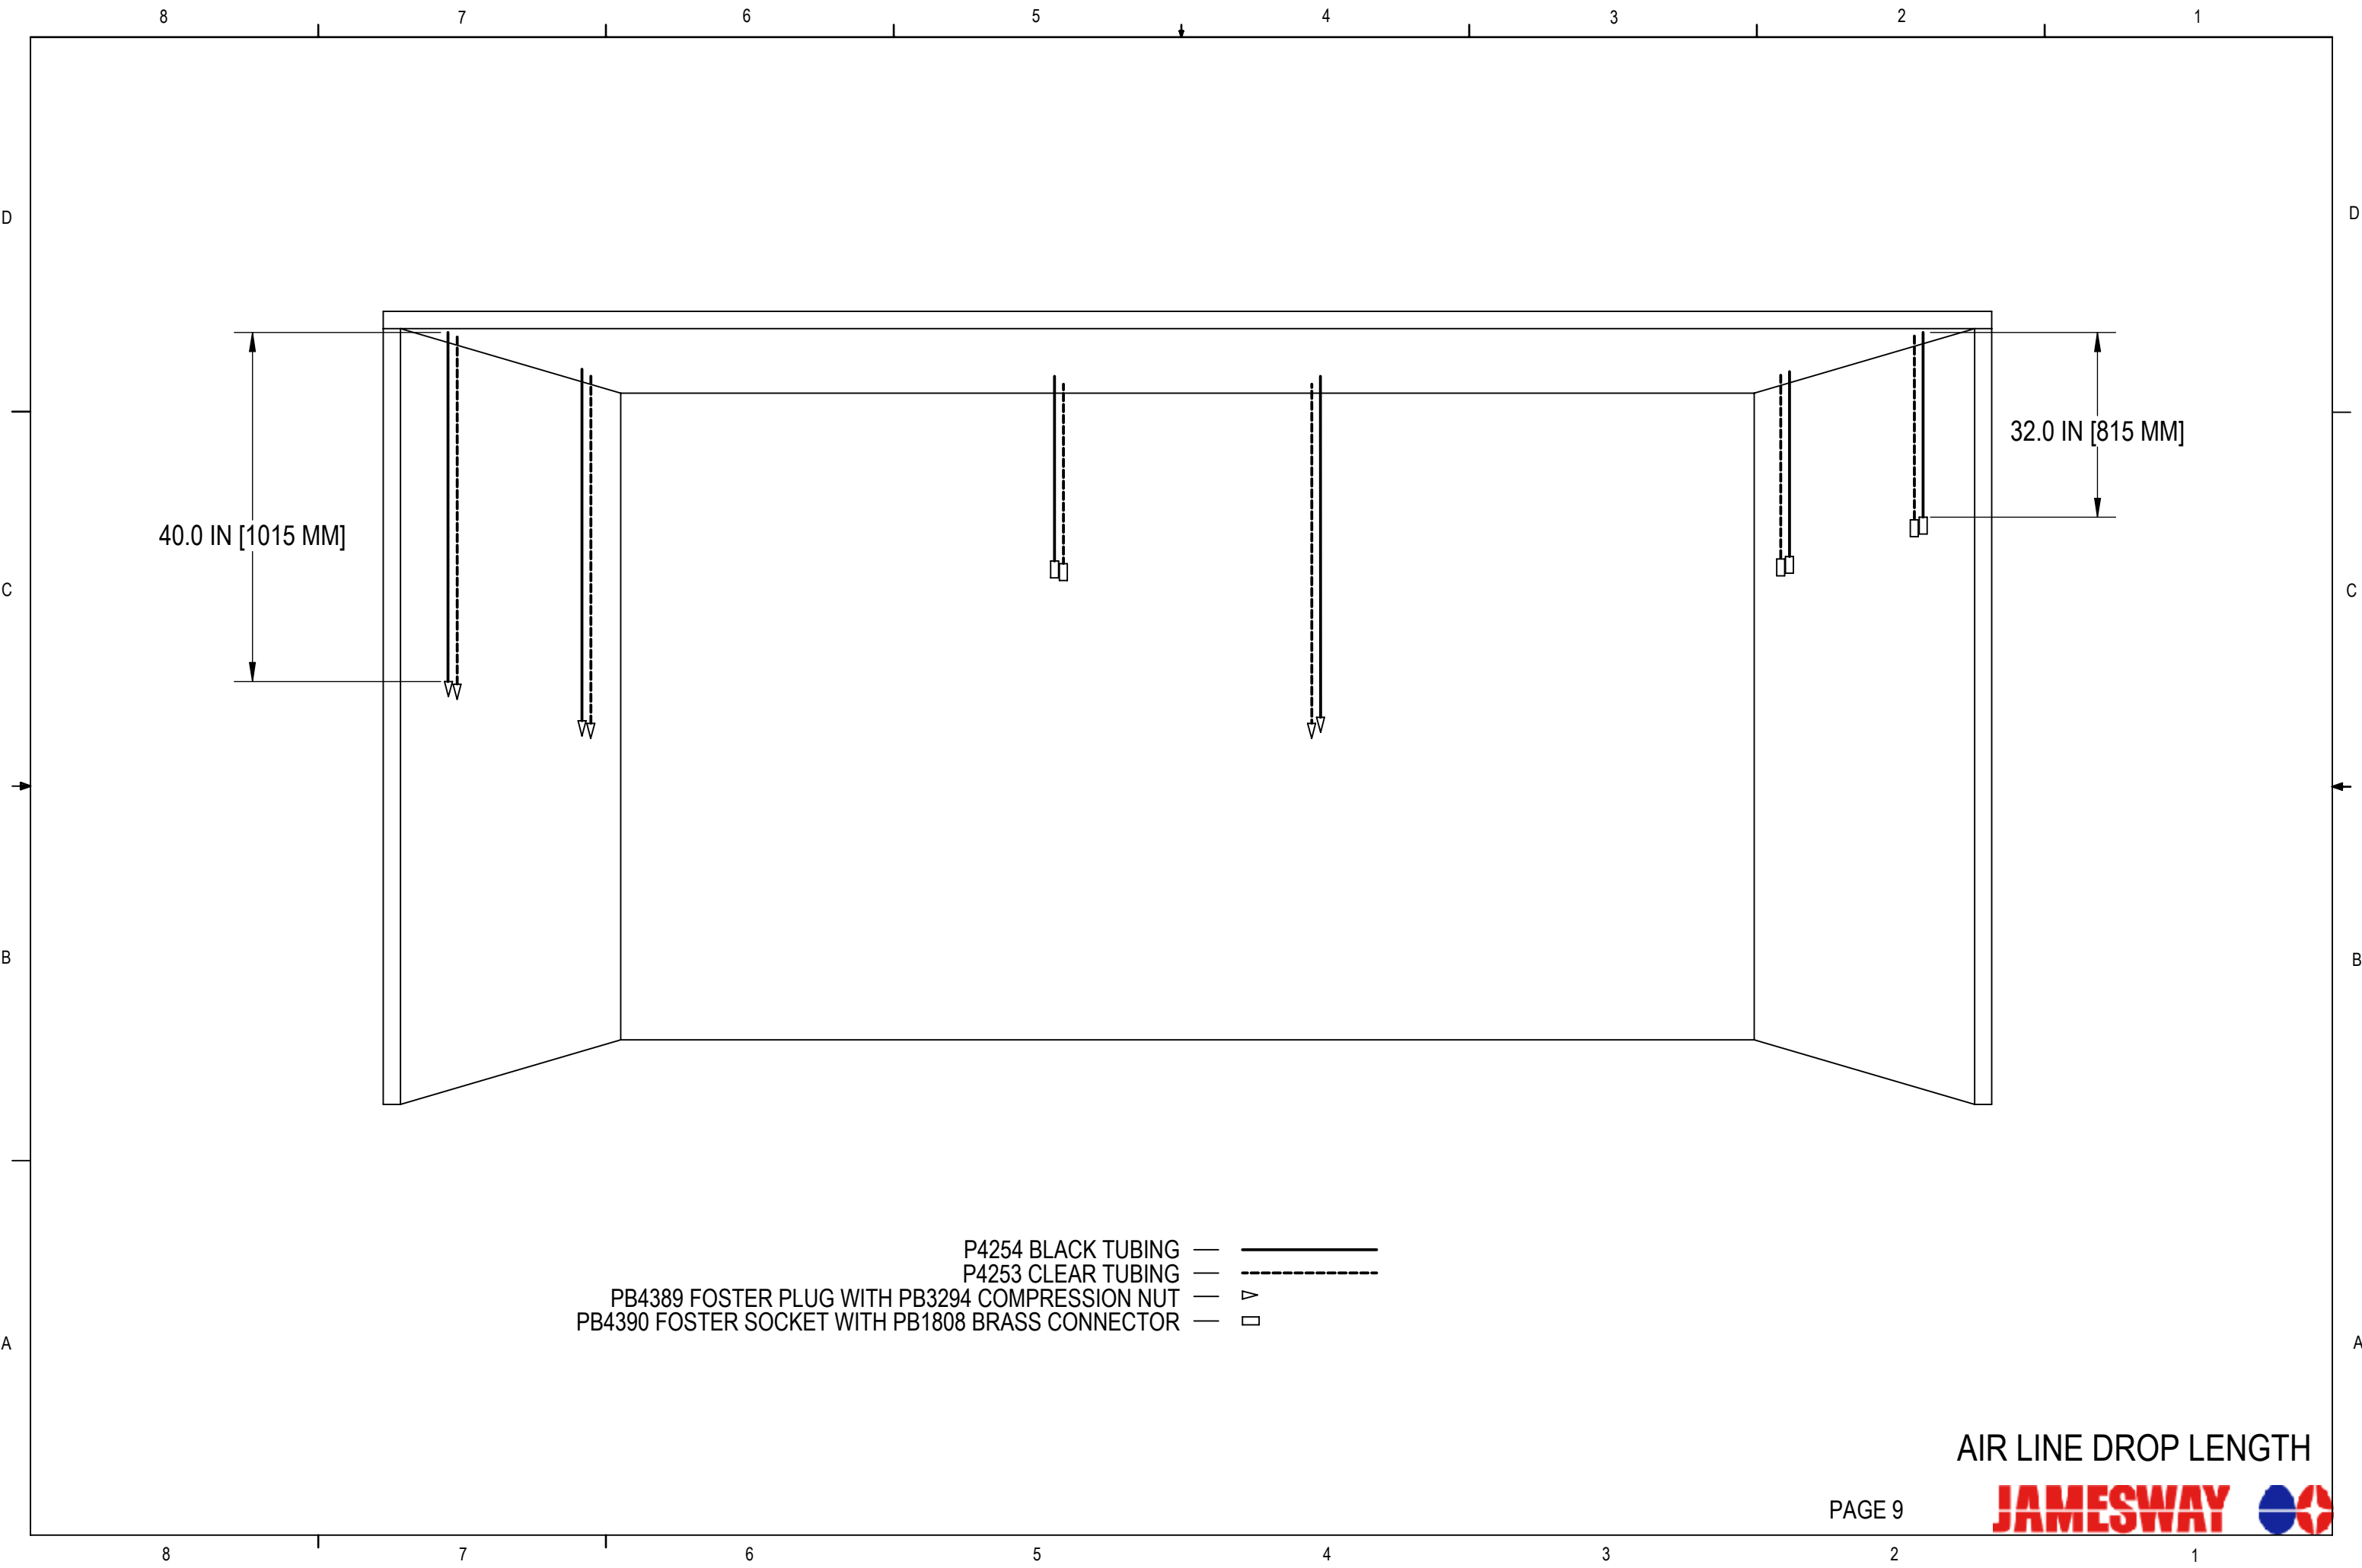 8 7 6 5 4 3 2 1
D D
32.0 IN [815 MM]
40.0 IN [1015 MM]
C C
B B
P4254 BLACK TUBING
P4253 CLEAR TUBING
PB4389 FOSTER PLUG WITH PB3294 COMPRESSION NUT
PB4390 FOSTER SOCKET WITH PB1808 BRASS CONNECTOR
A A
AIR LINE DROP LENGTH
PAGE 9 JAMESWAY
8 7 6 5 4 3 2 1